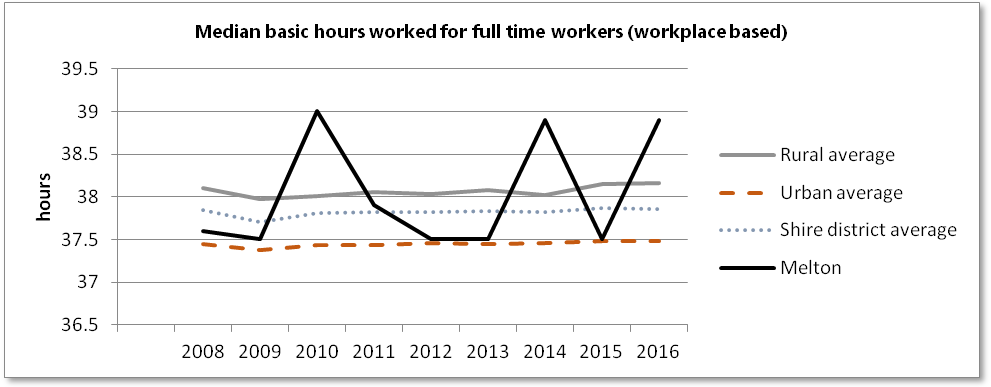 Median basic hours worked for full time workers (workplace based)
39.5
39
38.5
38
37.5
37
36.5
hours
2008 2009 2010 2011 2012 2013 2014 2015 2016
Rural average
Urban average
Shire district average
Melton